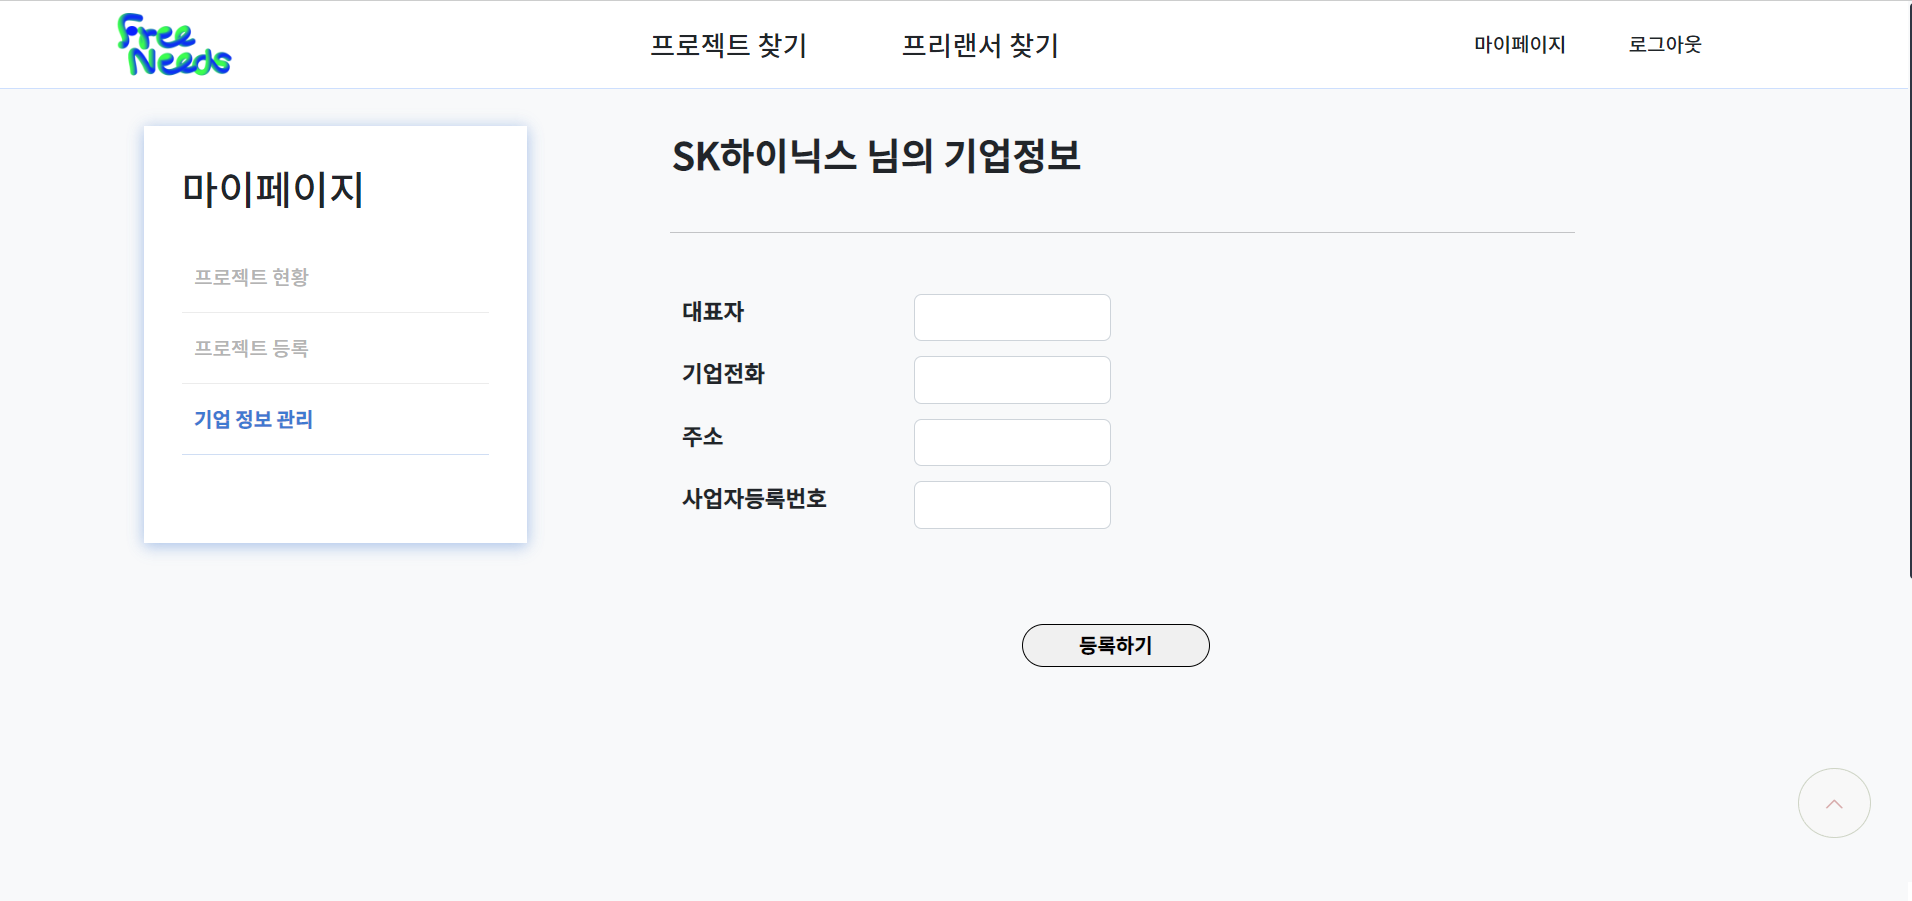 Free
Needs
프로젝트 찾기
프리랜서 찾기
마이페이지
로그아웃
마이페이지
프로젝트 현황
프로젝트 등록
기업 정보 관리
SK하이닉스 님의 기업정보
대표자
기업전화
주소
사업자등록번호
등록하기